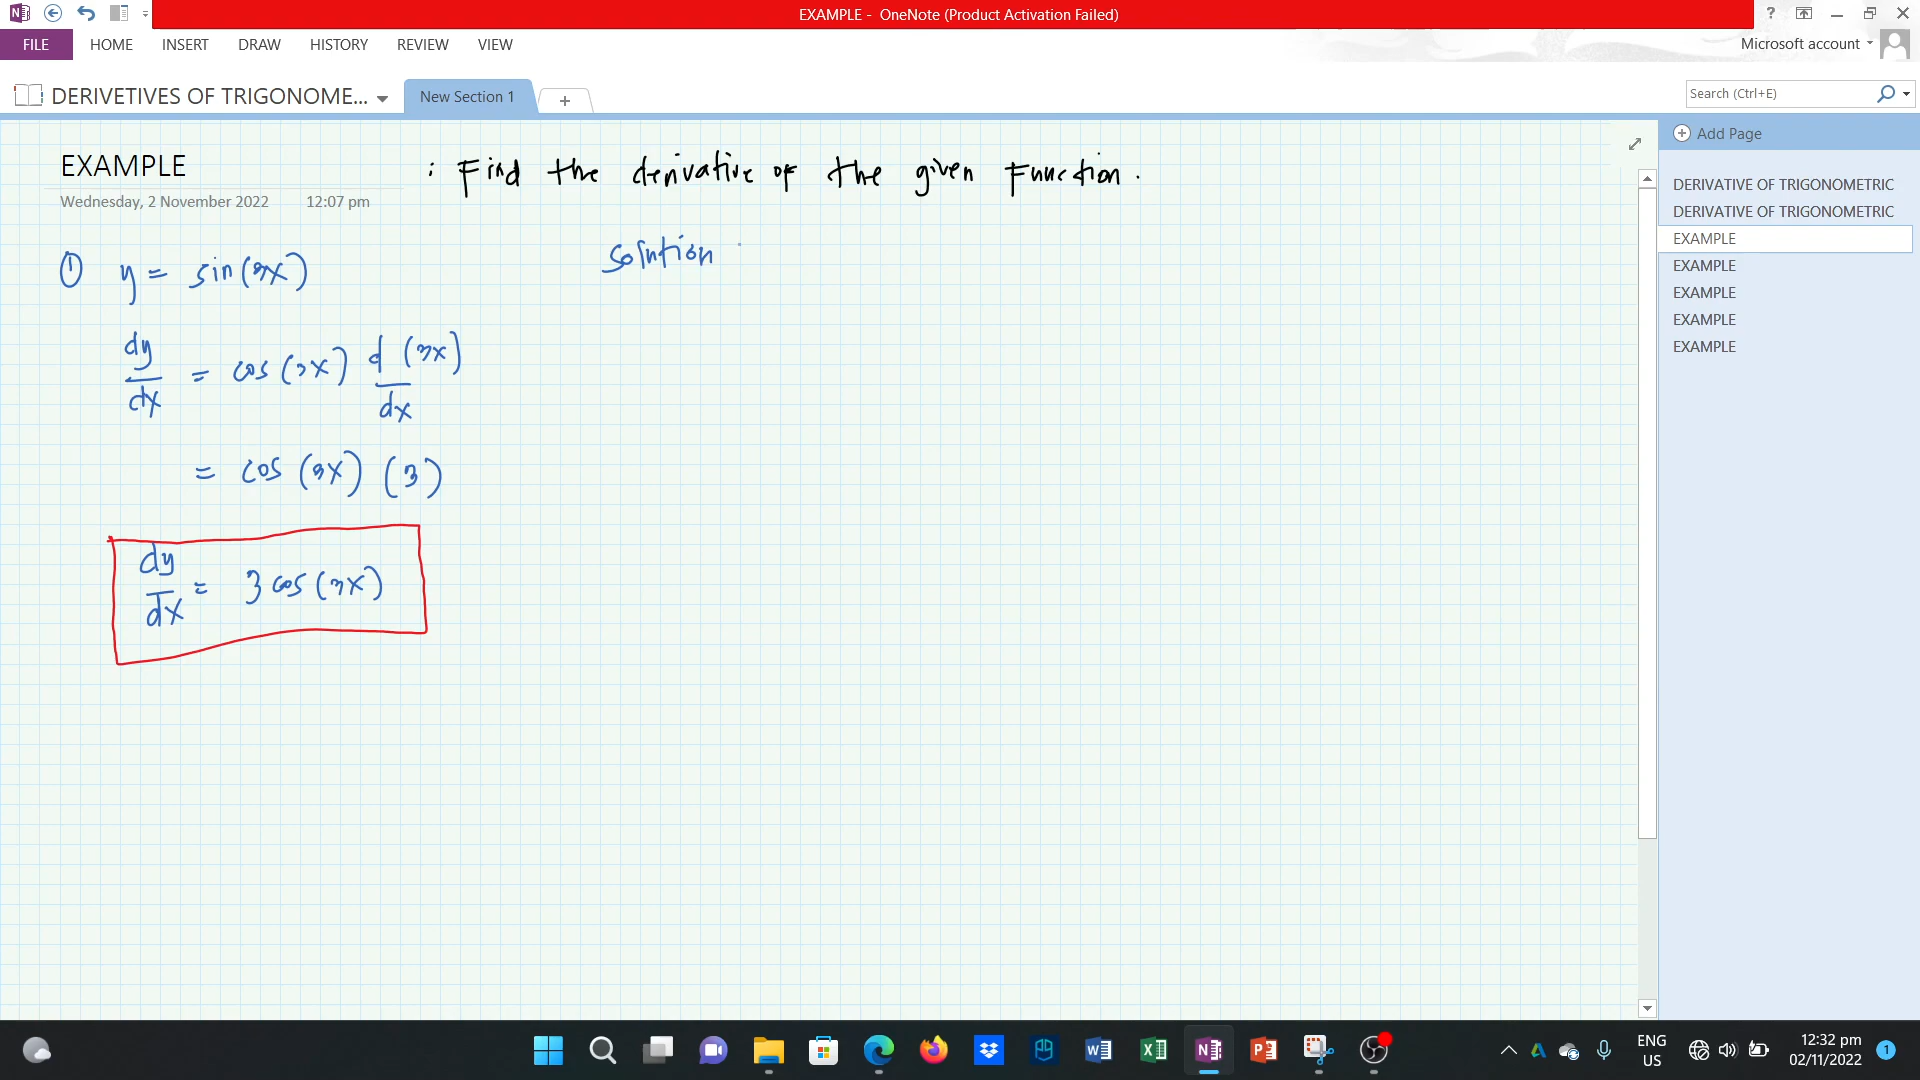 EXAMPLE - OneNote (Product Activation Failed)
FILE HOME INSERT DRAW HISTORY REVIEW VIEW
Microsoft account
DERIVETIVES OF TRIGONOME...
New Section 1
Search (Ctrl+E)
Add Page
DERIVATIVE OF TRIGONOMETRIC
DERIVATIVE OF TRIGONOMETRIC
EXAMPLE
EXAMPLE
EXAMPLE
EXAMPLE
EXAMPLE
EXAMPLE : Find the derivative of the given Function.
Wednesday, 2 November 2022 12:07 pm
Solution
① y = sin(3x)
dy/dx = cos(3x) d(3x)/dx
= cos(3x)(3)
dy/dx = 3cos(3x)
ENG
US
12:32 pm
02/11/2022
1